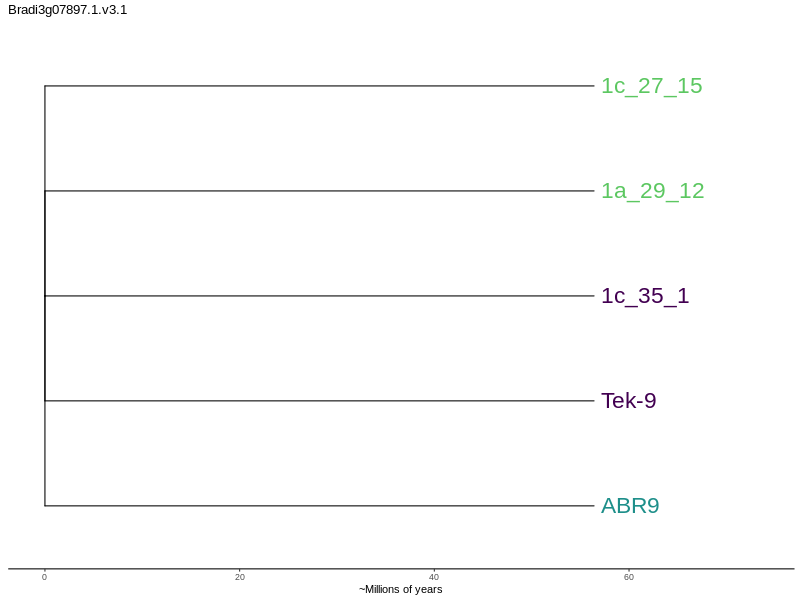 Bradi3g07897.1.v3.1
1c_27_15
1a_29_12
1c_35_1
Tek-9
ABR9
0 20 40 60
~Millions of years